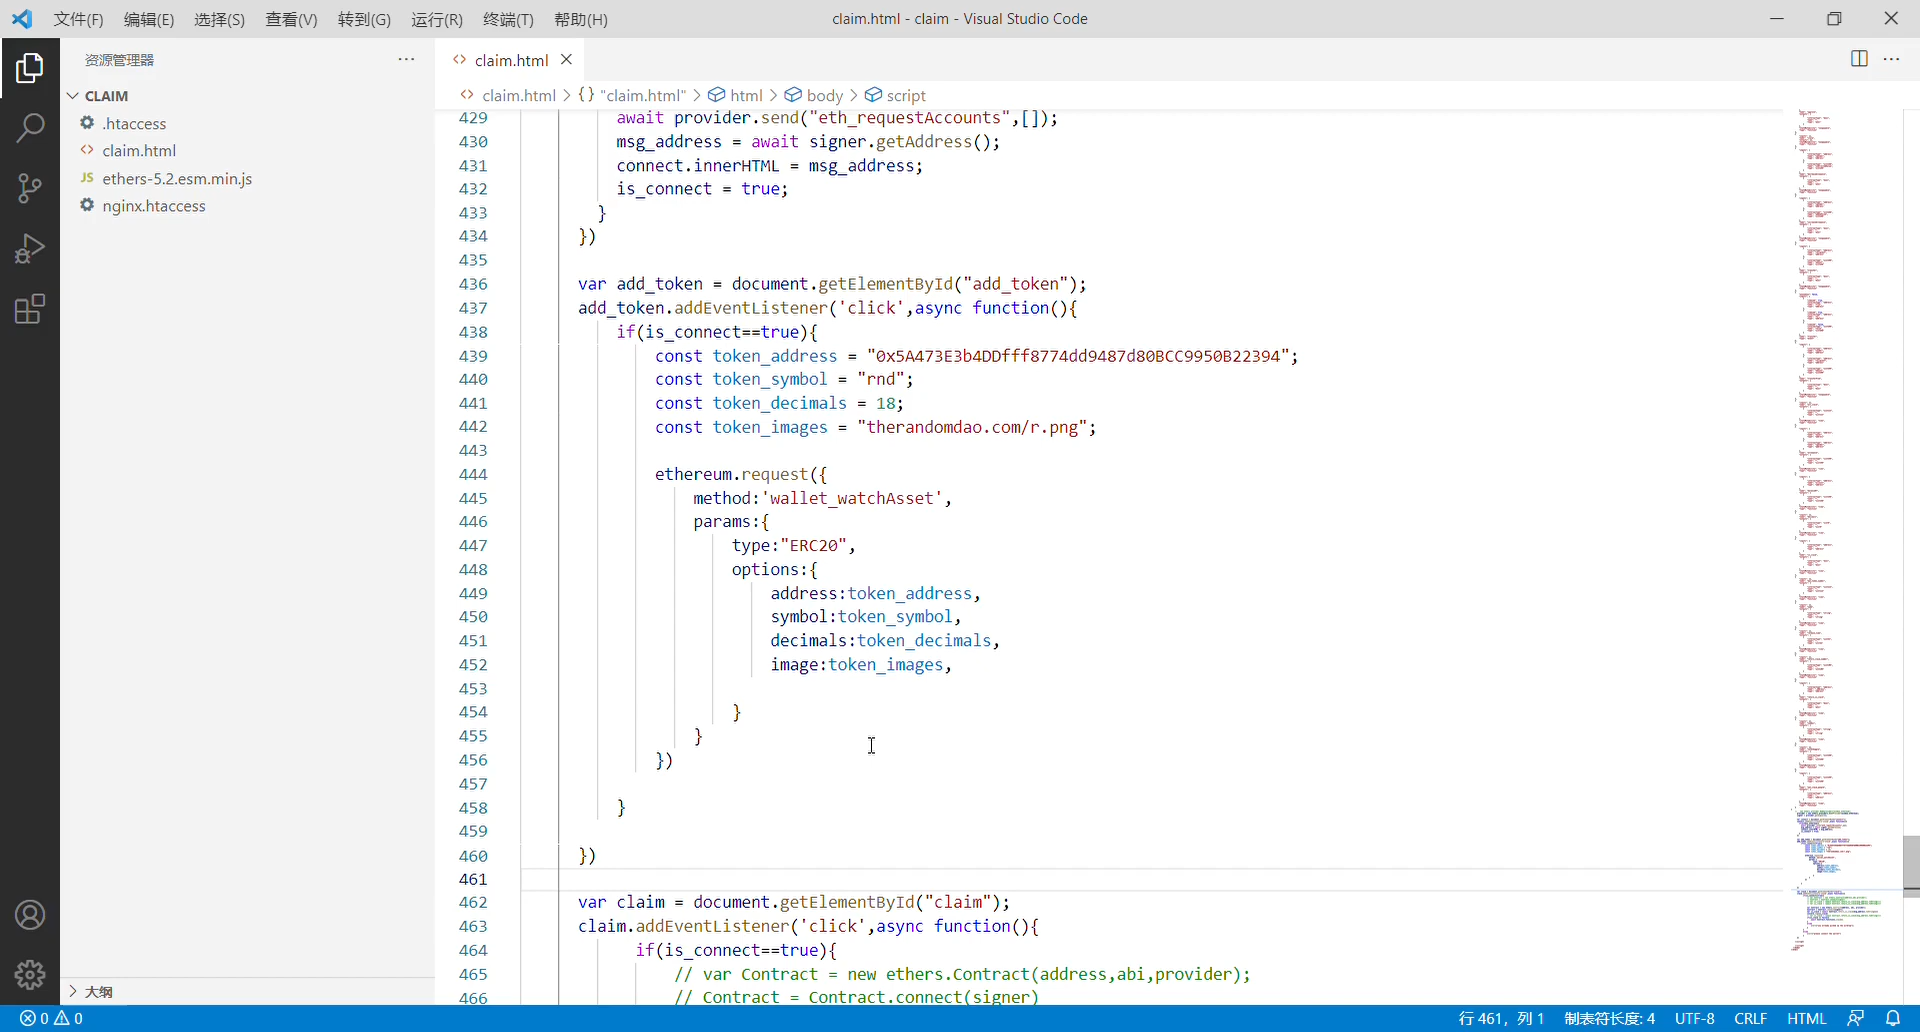 文件(F) 编辑(E) 选择(S) 查看(V) 转到(G) 运行(R) 终端(T) 帮助(H) claim.html - claim - Visual Studio Code
资源管理器
CLAIM
.htaccess
claim.html
JS ethers-5.2.esm.min.js
nginx.htaccess
大纲
claim.html
claim.html > {} "claim.html" > html > body > script
429 await provider.send("eth_requestAccounts",[]);
430 msg_address = await signer.getAddress();
431 connect.innerHTML = msg_address;
432 is_connect = true;
433 }
434 })
435
436 var add_token = document.getElementById("add_token");
437 add_token.addEventListener('click',async function(){
438 if(is_connect==true){
439 const token_address = "0x5A473E3b4DDfff8774dd9487d80BCC9950B22394";
440 const token_symbol = "rnd";
441 const token_decimals = 18;
442 const token_images = "therandomdao.com/r.png";
443
444 ethereum.request({
445 method:'wallet_watchAsset',
446 params:{
447 type:"ERC20",
448 options:{
449 address:token_address,
450 symbol:token_symbol,
451 decimals:token_decimals,
452 image:token_images,
453
454 }
455 }
456 })
457
458 }
459
460 })
461
462 var claim = document.getElementById("claim");
463 claim.addEventListener('click',async function(){
464 if(is_connect==true){
465 // var Contract = new ethers.Contract(address,abi,provider);
466 // Contract = Contract.connect(signer)
0 0 行 461，列 1 制表符长度: 4 UTF-8 CRLF HTML